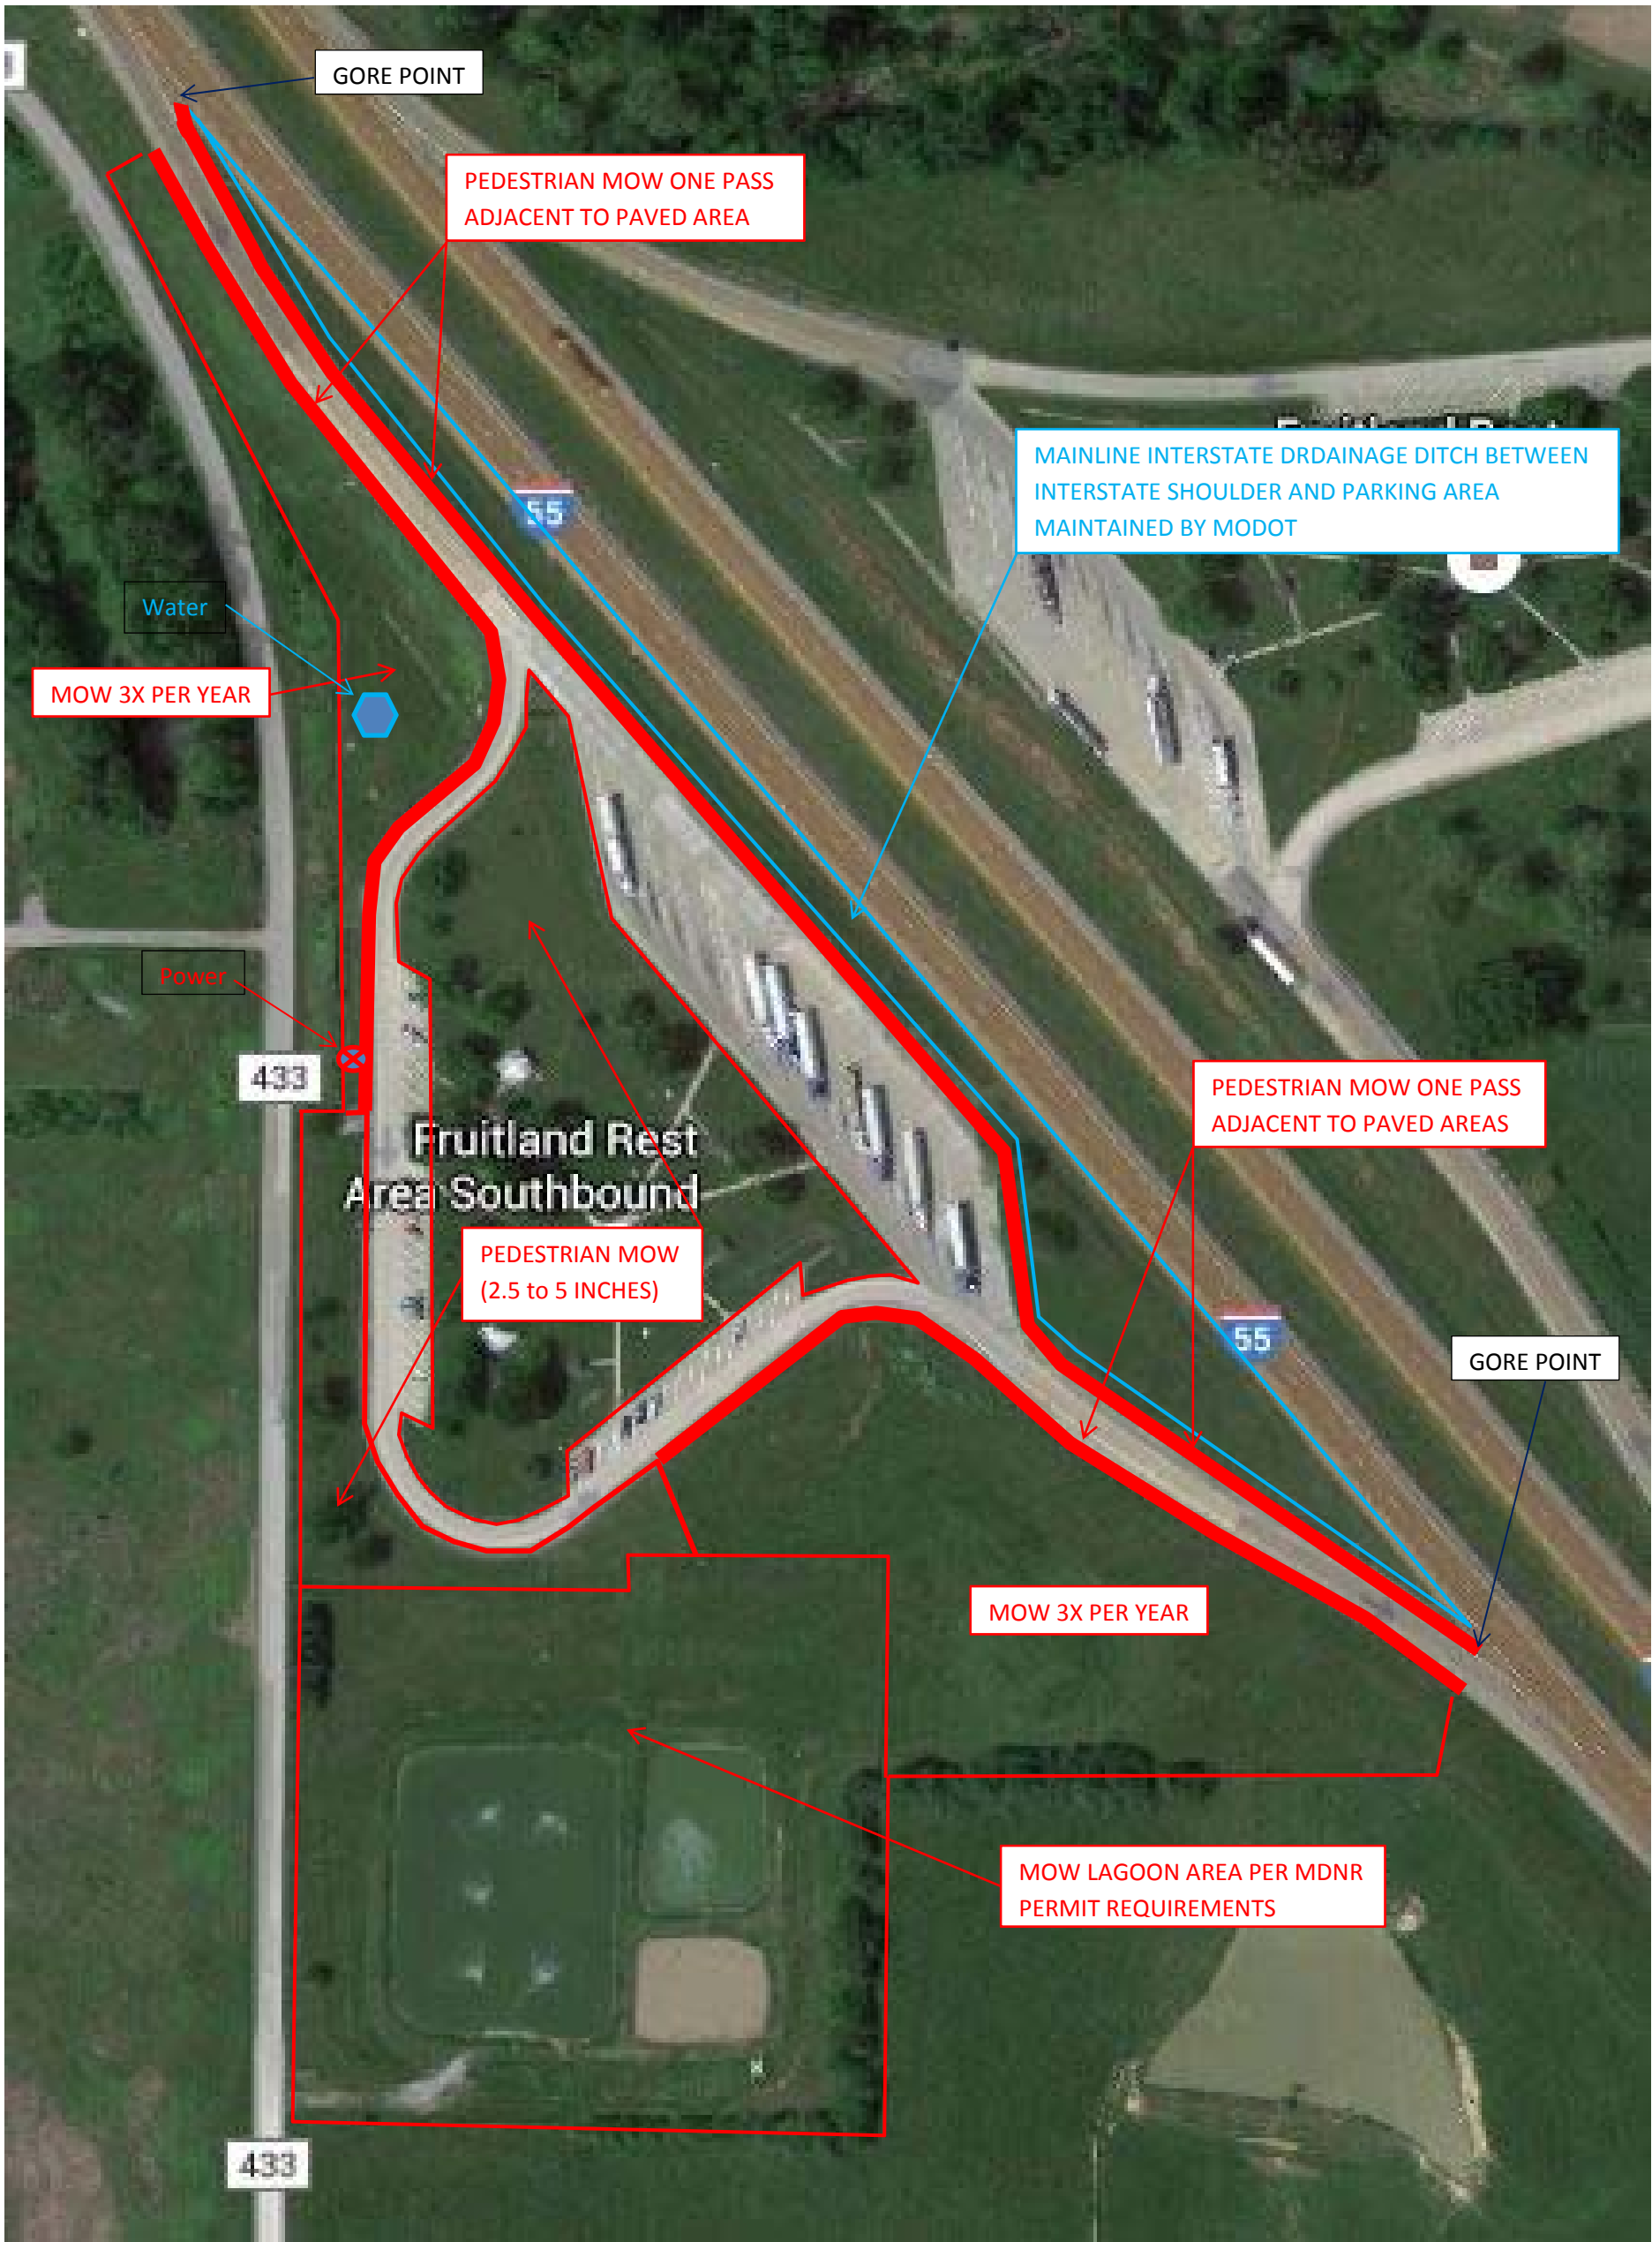 GORE POINT
PEDESTRIAN MOW ONE PASS
ADJACENT TO PAVED AREA
MAINLINE INTERSTATE DRDAINAGE DITCH BETWEEN
INTERSTATE SHOULDER AND PARKING AREA
MAINTAINED BY MODOT
55
Water
MOW 3X PER YEAR
Power
433
PEDESTRIAN MOW ONE PASS
ADJACENT TO PAVED AREAS
Fruitland Rest
Area Southbound
PEDESTRIAN MOW
(2.5 to 5 INCHES)
55
GORE POINT
MOW 3X PER YEAR
MOW LAGOON AREA PER MDNR
PERMIT REQUIREMENTS
433